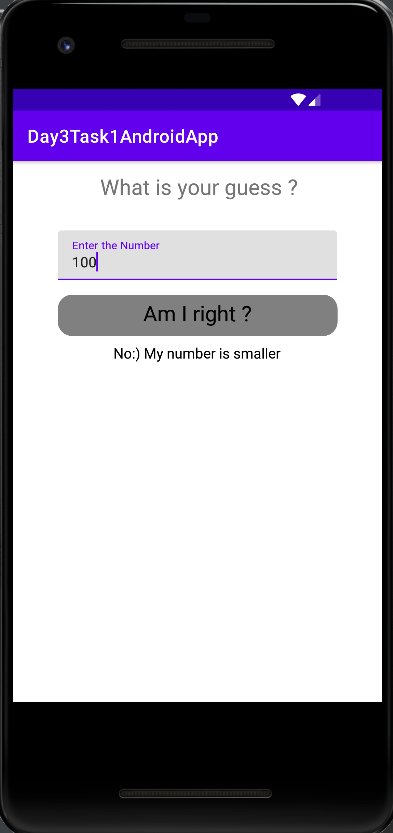 Day3Task1AndroidApp
What is your guess ?
Enter the Number
100
Am I right ?
No:) My number is smaller